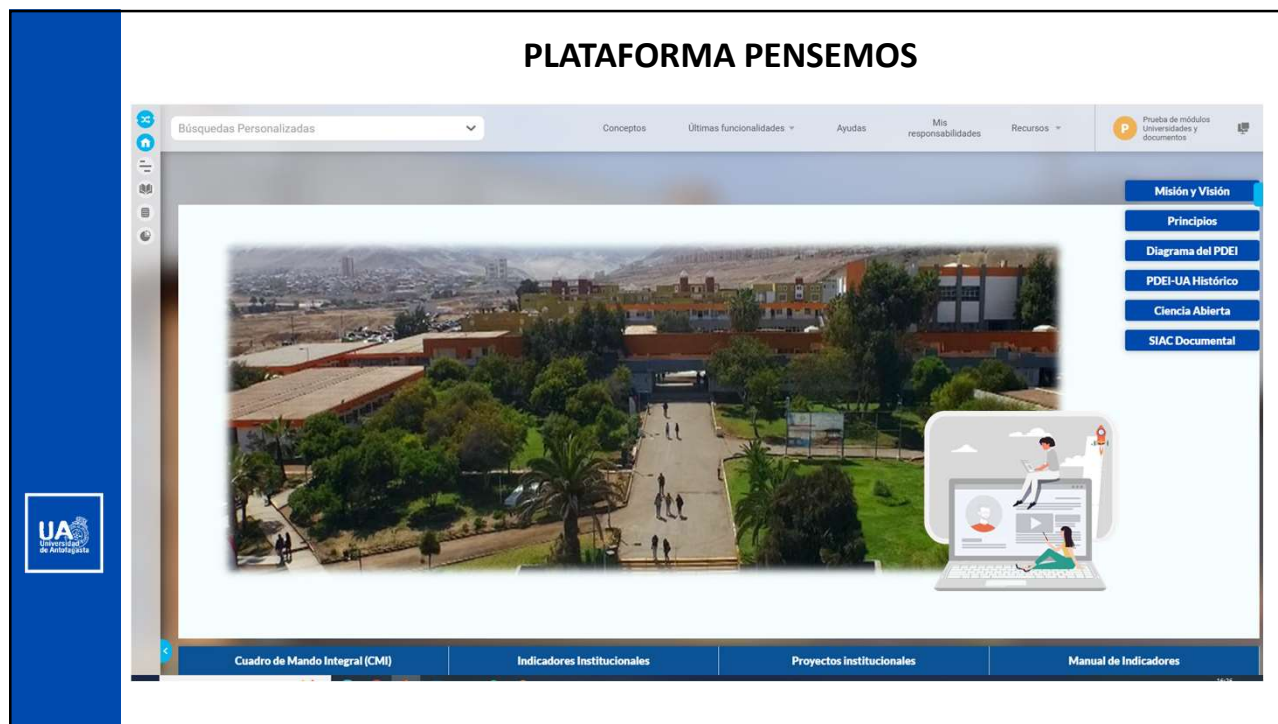 PLATAFORMA PENSEMOS
Búsquedas Personalizadas
Conceptos
Últimas funcionalidades
Ayudas
Mis
responsabilidades
Recursos
P
Prueba de módulos
Universidades y
documentos
Misión y Visión
Principios
Diagrama del PDEI
PDEI-UA Histórico
Ciencia Abierta
SIAC Documental
UA
Universidad
de Antofagasta
Cuadro de Mando Integral (CMI)
Indicadores Institucionales
Proyectos institucionales
Manual de Indicadores